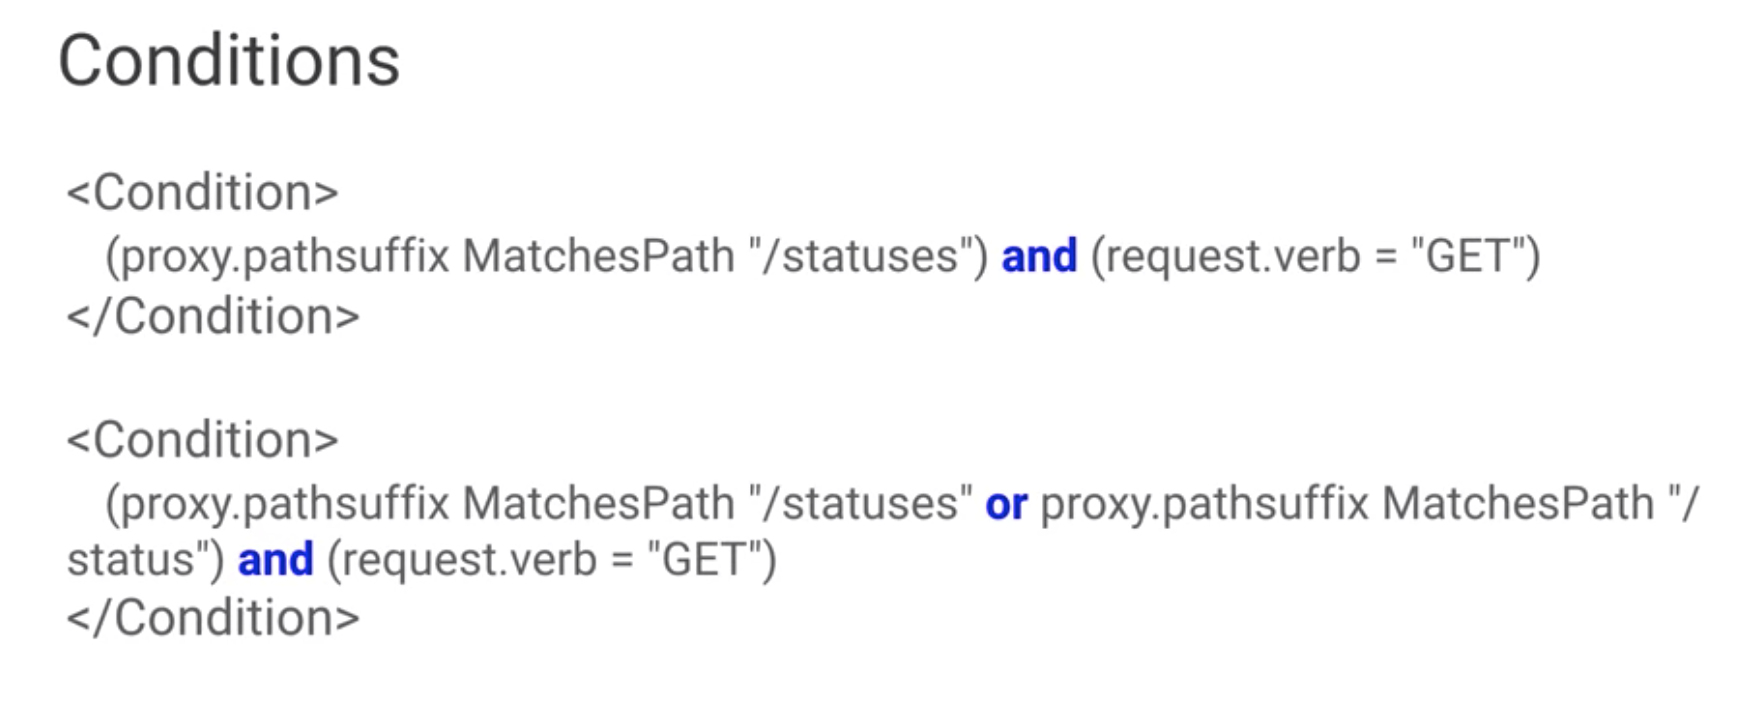 Conditions
<Condition>
(proxy.pathsuffix MatchesPath "/statuses") and (request.verb = "GET")
</Condition>
<Condition>
(proxy.pathsuffix MatchesPath "/statuses" or proxy.pathsuffix MatchesPath "/
status") and (request.verb = "GET")
</Condition>